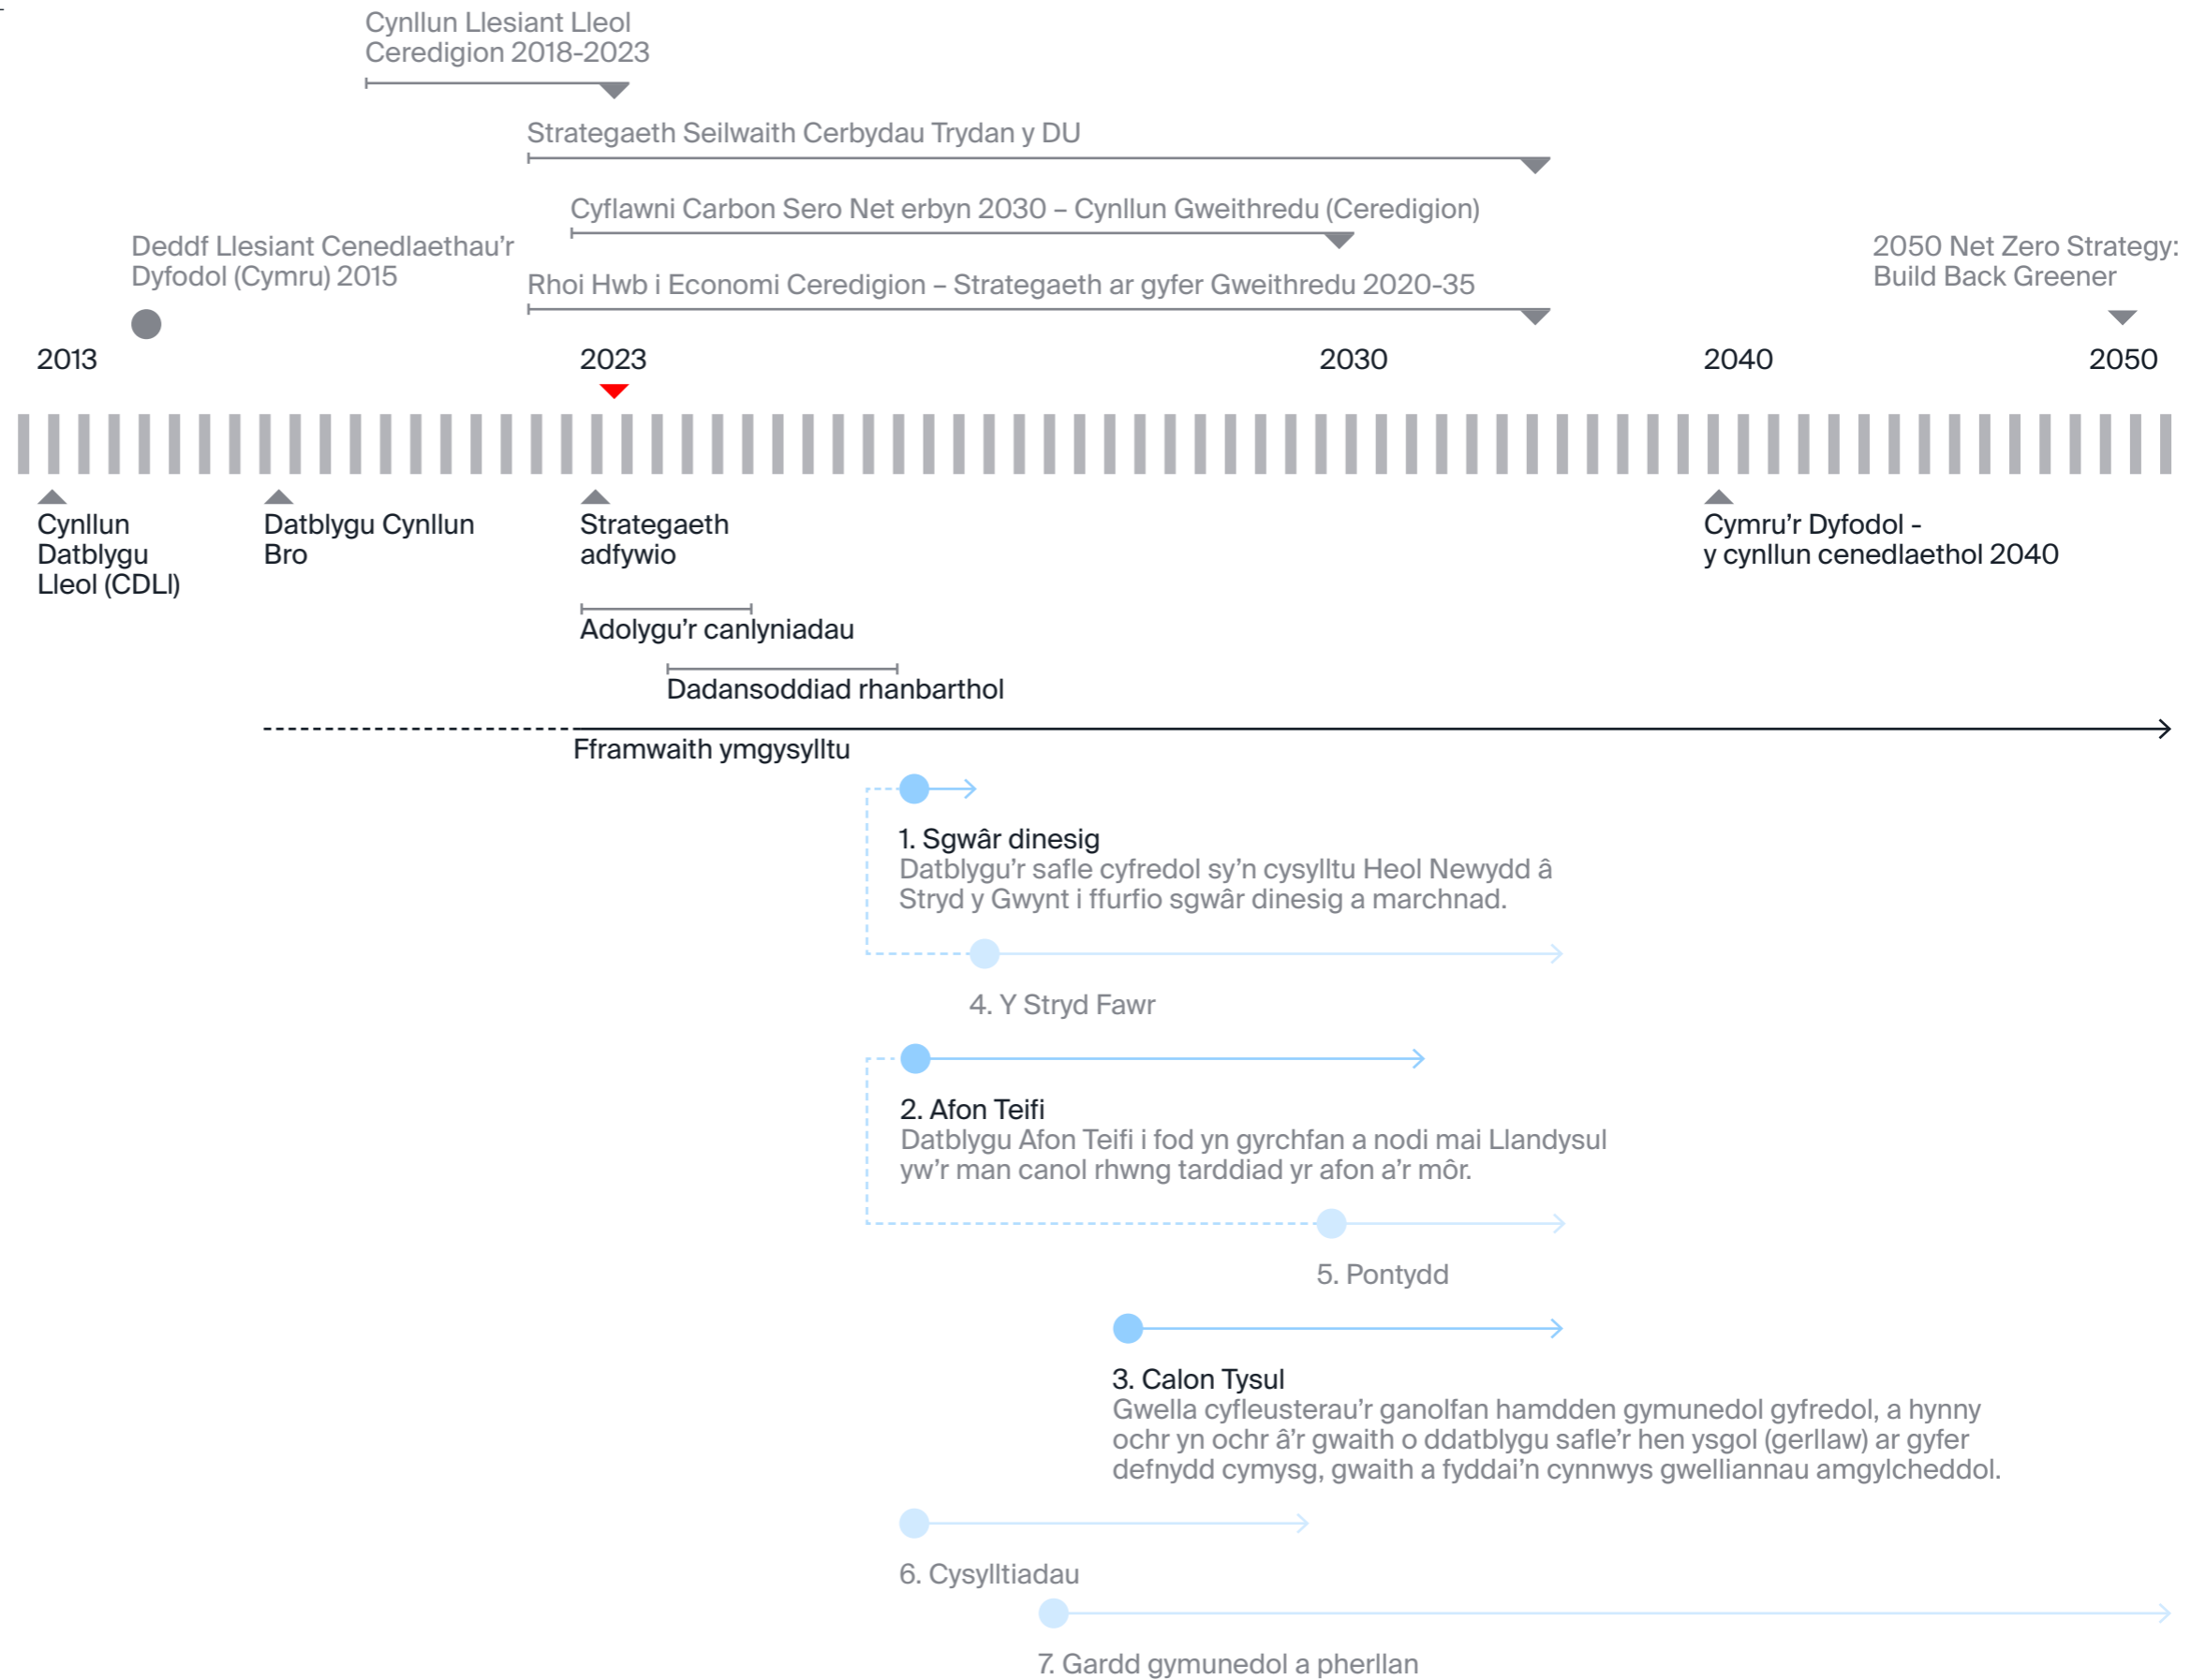 Cynllun Llesiant Lleol
Ceredigion 2018-2023
Strategaeth Seilwaith Cerbydau Trydan y DU
Cyflawni Carbon Sero Net erbyn 2030 – Cynllun Gweithredu (Ceredigion)
Deddf Llesiant Cenedlaethau’r
Dyfodol (Cymru) 2015
Rhoi Hwb i Economi Ceredigion – Strategaeth ar gyfer Gweithredu 2020-35
2050 Net Zero Strategy:
Build Back Greener
2013
2023
2030
2040
2050
Cynllun
Datblygu
Lleol (CDLl)
Datblygu Cynllun
Bro
Strategaeth
adfywio
Cymru’r Dyfodol -
y cynllun cenedlaethol 2040
Adolygu’r canlyniadau
Dadansoddiad rhanbarthol
Fframwaith ymgysylltu
1. Sgwâr dinesig
Datblygu’r safle cyfredol sy’n cysylltu Heol Newydd â
Stryd y Gwynt i ffurfio sgwâr dinesig a marchnad.
4. Y Stryd Fawr
2. Afon Teifi
Datblygu Afon Teifi i fod yn gyrchfan a nodi mai Llandysul
yw’r man canol rhwng tarddiad yr afon a’r môr.
5. Pontydd
3. Calon Tysul
Gwella cyfleusterau’r ganolfan hamdden gymunedol gyfredol, a hynny
ochr yn ochr â’r gwaith o ddatblygu safle’r hen ysgol (gerllaw) ar gyfer
defnydd cymysg, gwaith a fyddai’n cynnwys gwelliannau amgylcheddol.
6. Cysylltiadau
7. Gardd gymunedol a pherllan